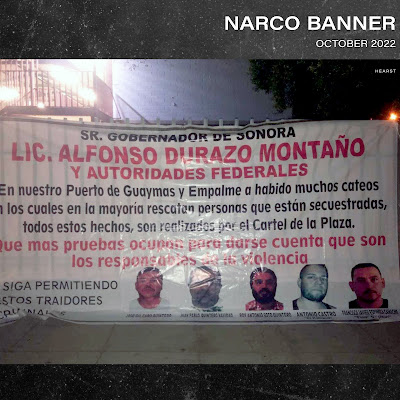 NARCO BANNER
OCTOBER 2022
HEARST
SR. GOBERNADOR DE SONORA
LIC. ALFONSO DURAZO MONTAÑO
Y AUTORIDADES FEDERALES
En nuestro Puerto de Guaymas y Empalme a habido muchos cateos
n los cuales en la mayoría rescatan personas que están secuestradas,
todos estos hechos, son realizados por el Cartel de la Plaza.
Que mas pruebas ocupan para darse cuenta que son
los responsables de la violencia
SIGA PERMITIENDO
ESTOS TRAIDORES
ANTONIO CASTRO